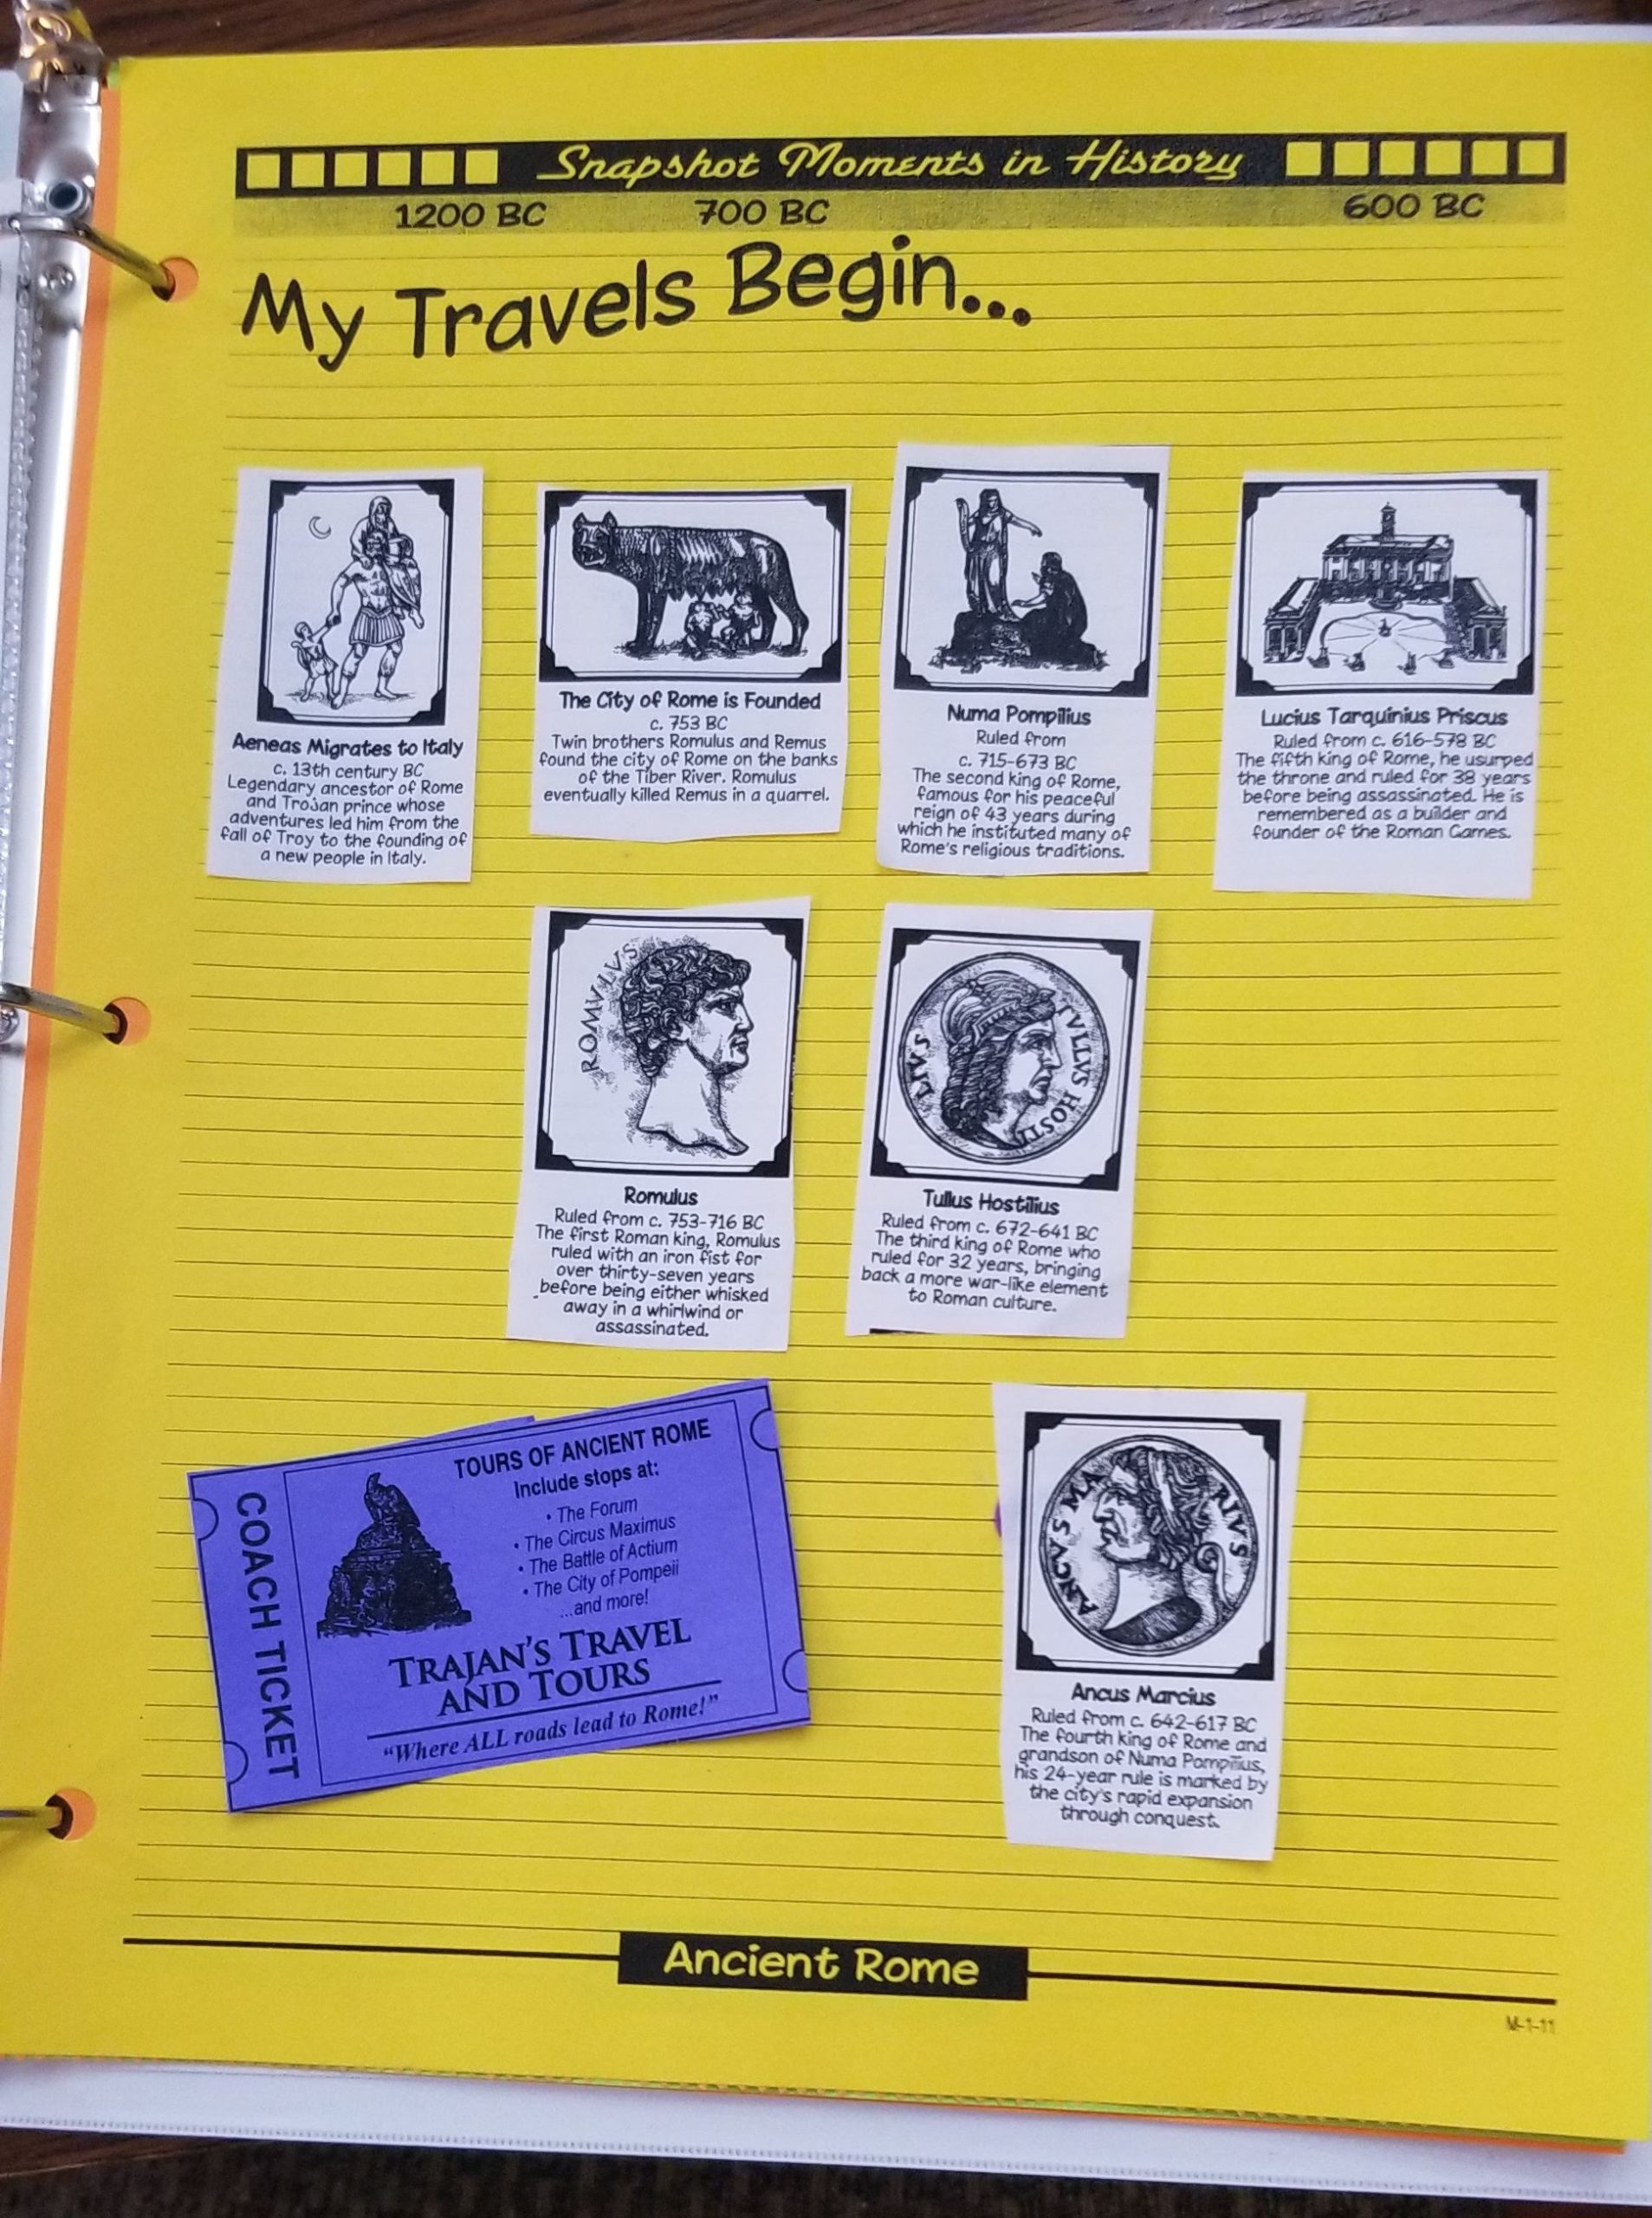 Snapshot Moments in History
1200 BC 700 BC 600 BC
My Travels Begin...
Aeneas Migrates to Italy
c. 13th century BC
Legendary ancestor of Rome
and Trojan prince whose
adventures led him from the
fall of Troy to the founding of
a new people in Italy.
The City of Rome is Founded
c. 753 BC
Twin brothers Romulus and Remus
found the city of Rome on the banks
of the Tiber River. Romulus
eventually killed Remus in a quarrel.
Numa Pompilius
Ruled from
c. 715-673 BC
The second king of Rome,
famous for his peaceful
reign of 43 years during
which he instituted many of
Rome's religious traditions.
Lucius Tarquinius Priscus
Ruled from c. 616-578 BC
The fifth king of Rome, he usurped
the throne and ruled for 38 years
before being assassinated. He is
remembered as a builder and
founder of the Roman Games.
ROMVLVS
Romulus
Ruled from c. 753-716 BC
The first Roman king, Romulus
ruled with an iron fist for
over thirty-seven years
before being either whisked
away in a whirlwind or
assassinated.
TVLLVS HOSTI LIVS
Tullus Hostilius
Ruled from c. 672-641 BC
The third king of Rome who
ruled for 32 years, bringing
back a more war-like element
to Roman culture.
COACH TICKET
TOURS OF ANCIENT ROME
Include stops at:
• The Forum
• The Circus Maximus
• The Battle of Actium
• The City of Pompeii
...and more!
TRAJAN'S TRAVEL
AND TOURS
"Where ALL roads lead to Rome!"
ANCVS MA RIVS
Ancus Marcius
Ruled from c. 642-617 BC
The fourth king of Rome and
grandson of Numa Pompilius,
his 24-year rule is marked by
the city's rapid expansion
through conquest.
Ancient Rome
M-1-11